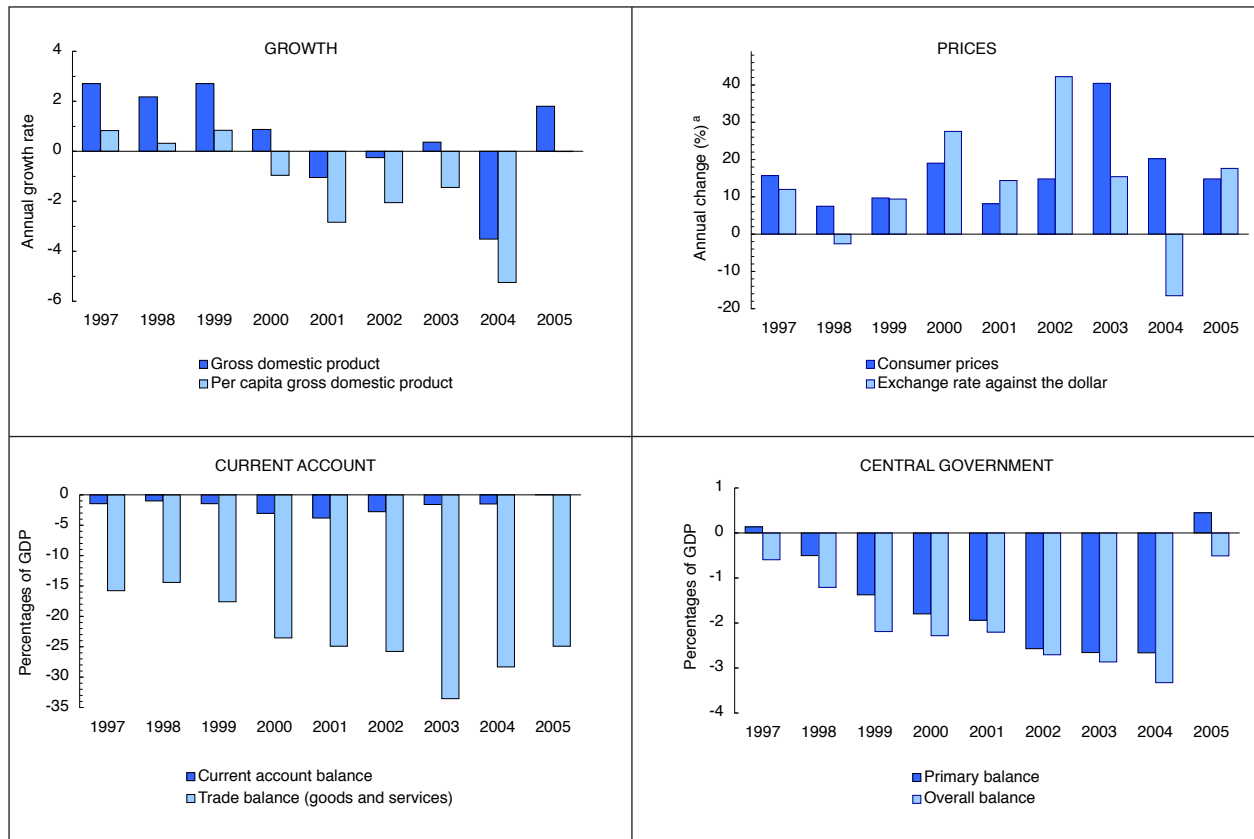 GROWTH
Annual growth rate
4
2
0
-2
-4
-6
1997 1998 1999 2000 2001 2002 2003 2004 2005
Gross domestic product
Per capita gross domestic product
PRICES
Annual change (%) a
40
30
20
10
0
-10
-20
1997 1998 1999 2000 2001 2002 2003 2004 2005
Consumer prices
Exchange rate against the dollar
CURRENT ACCOUNT
Percentages of GDP
0
-5
-10
-15
-20
-25
-30
-35
1997 1998 1999 2000 2001 2002 2003 2004 2005
Current account balance
Trade balance (goods and services)
CENTRAL GOVERNMENT
Percentages of GDP
1
0
-1
-2
-3
-4
1997 1998 1999 2000 2001 2002 2003 2004 2005
Primary balance
Overall balance